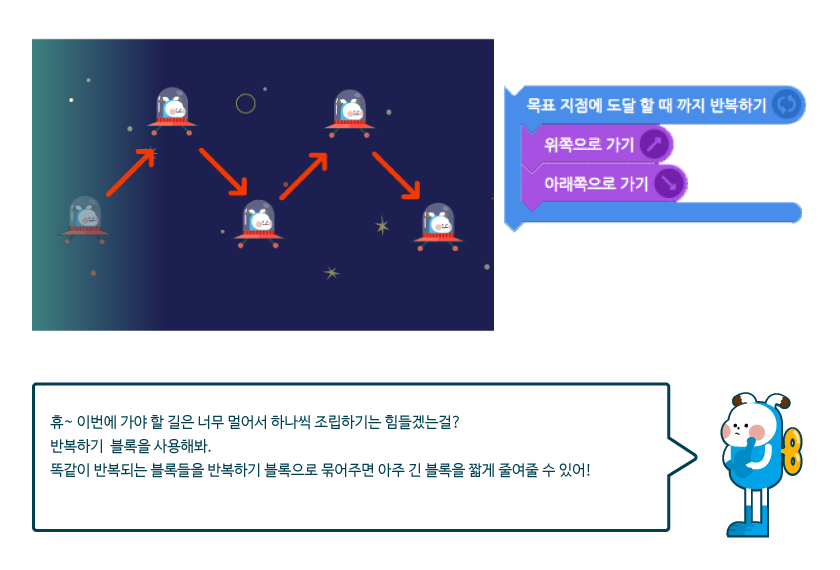 목표 지점에 도달 할 때 까지 반복하기
위쪽으로 가기
아래쪽으로 가기
휴~ 이번에 가야 할 길은 너무 멀어서 하나씩 조립하기는 힘들겠는걸?
반복하기 블록을 사용해봐.
똑같이 반복되는 블록들을 반복하기 블록으로 묶어주면 아주 긴 블록을 짧게 줄여줄 수 있어!